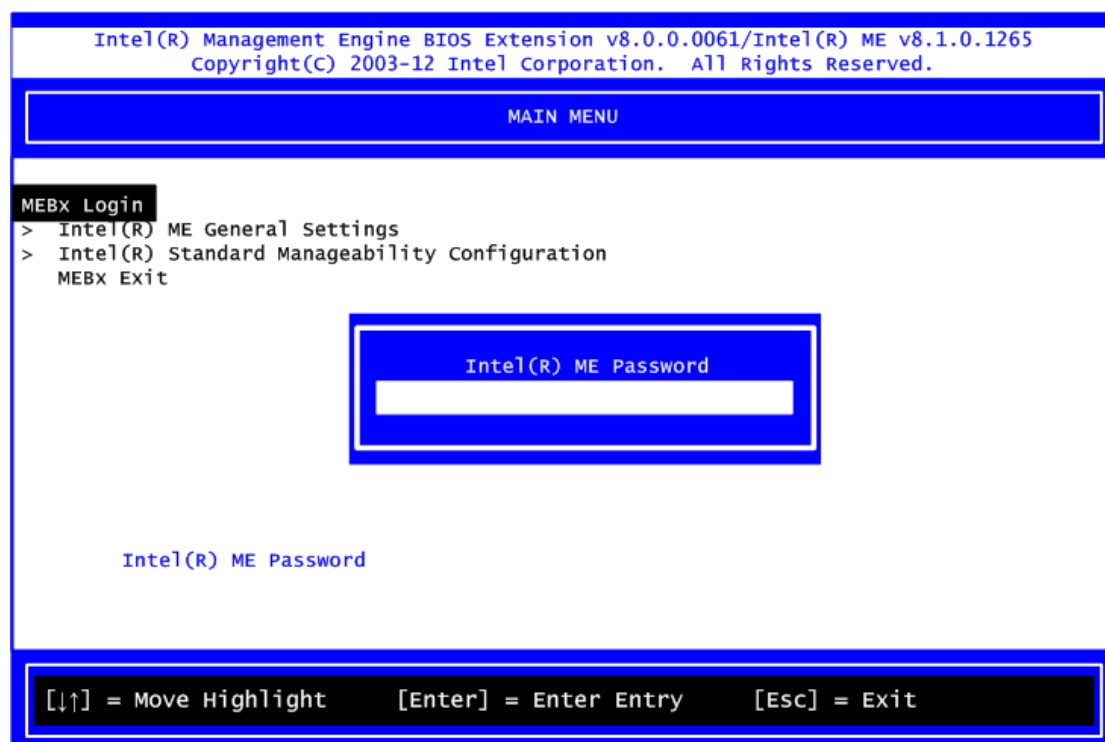 Intel(R) Management Engine BIOS Extension v8.0.0.0061/Intel(R) ME v8.1.0.1265
Copyright(C) 2003-12 Intel Corporation.  All Rights Reserved.
MAIN MENU
MEBx Login
>  Intel(R) ME General Settings
>  Intel(R) Standard Manageability Configuration
MEBx Exit
Intel(R) ME Password
Intel(R) ME Password
[↓↑] = Move Highlight      [Enter] = Enter Entry      [Esc] = Exit